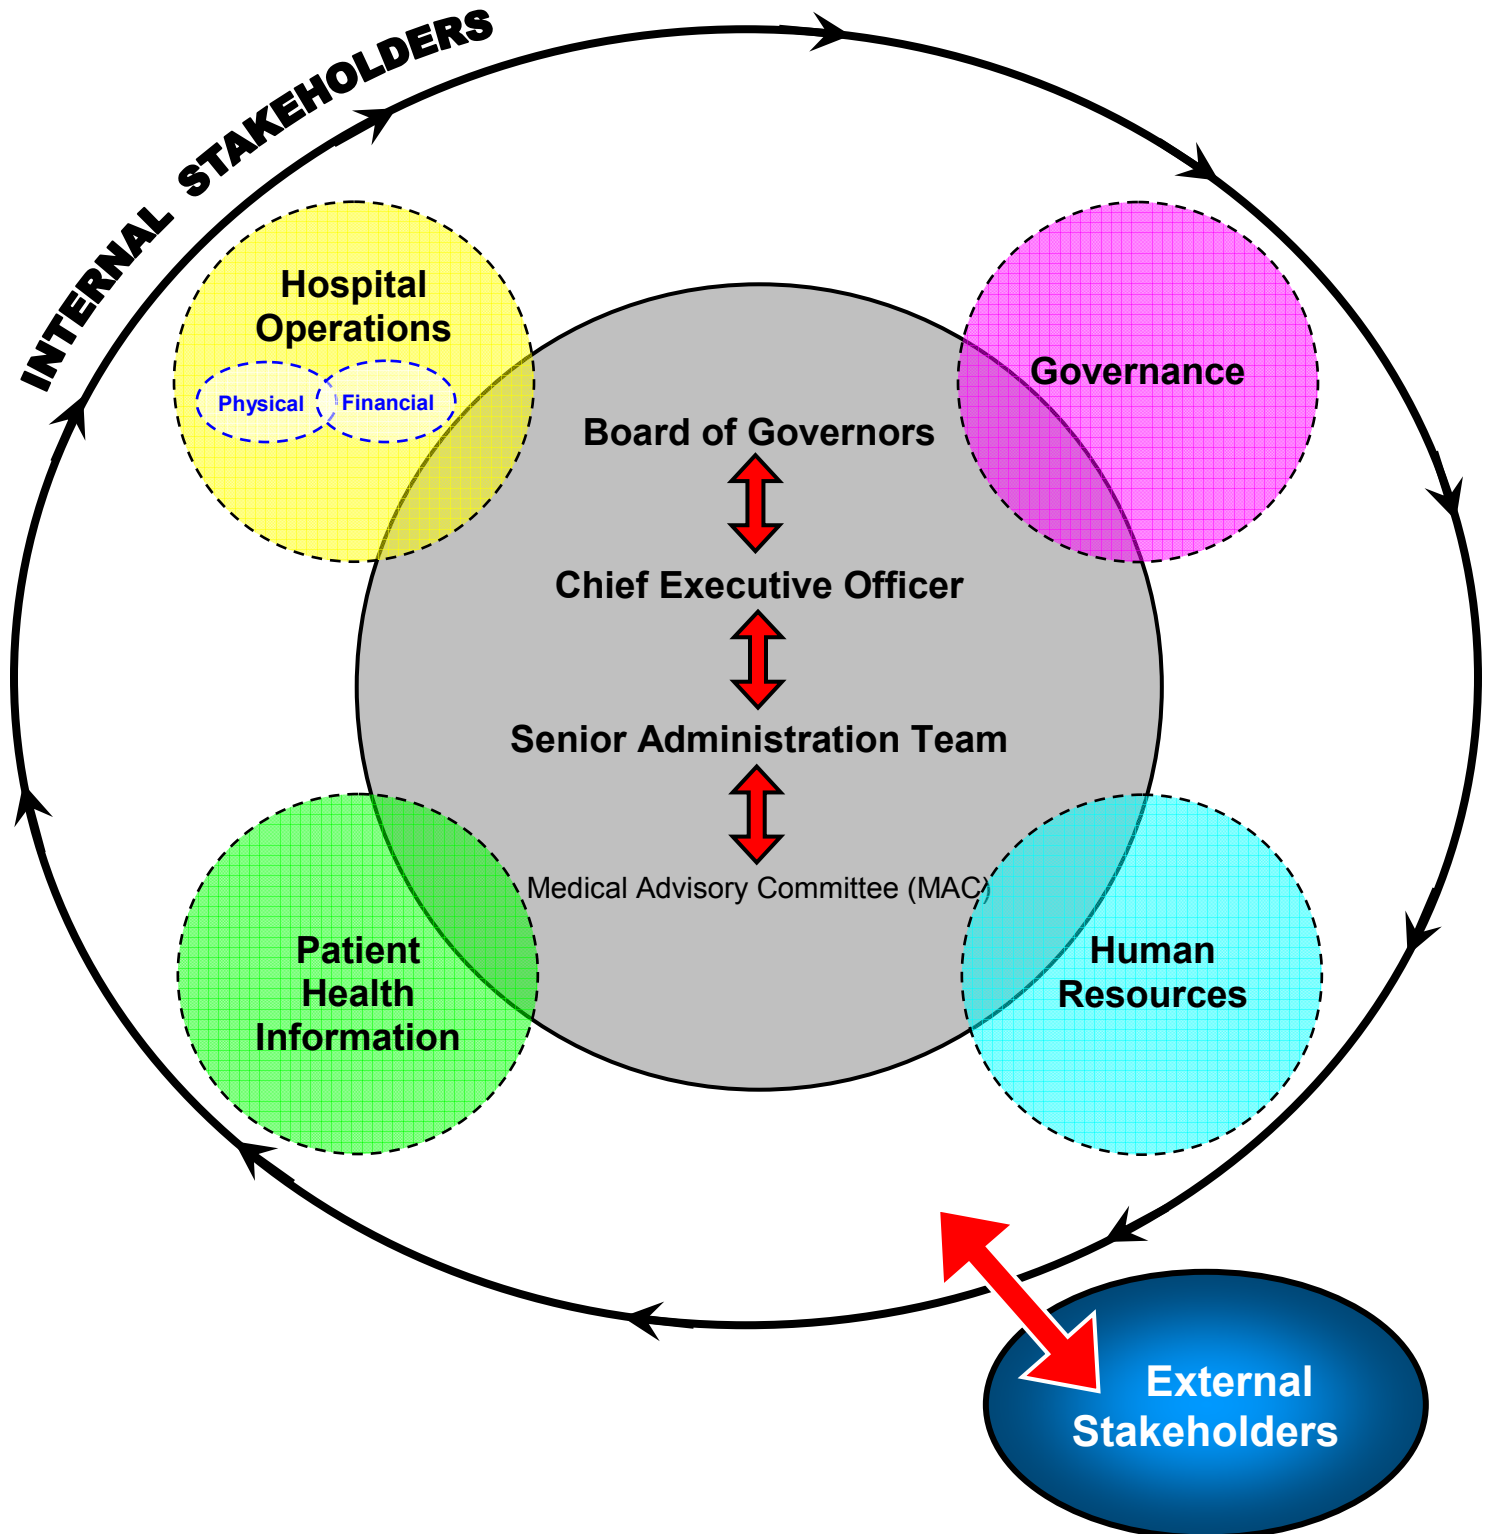 INTERNAL STAKEHOLDERS
Hospital
Operations
Physical
Financial
Governance
Board of Governors
Chief Executive Officer
Senior Administration Team
Medical Advisory Committee (MAC)
Patient
Health
Information
Human
Resources
External
Stakeholders